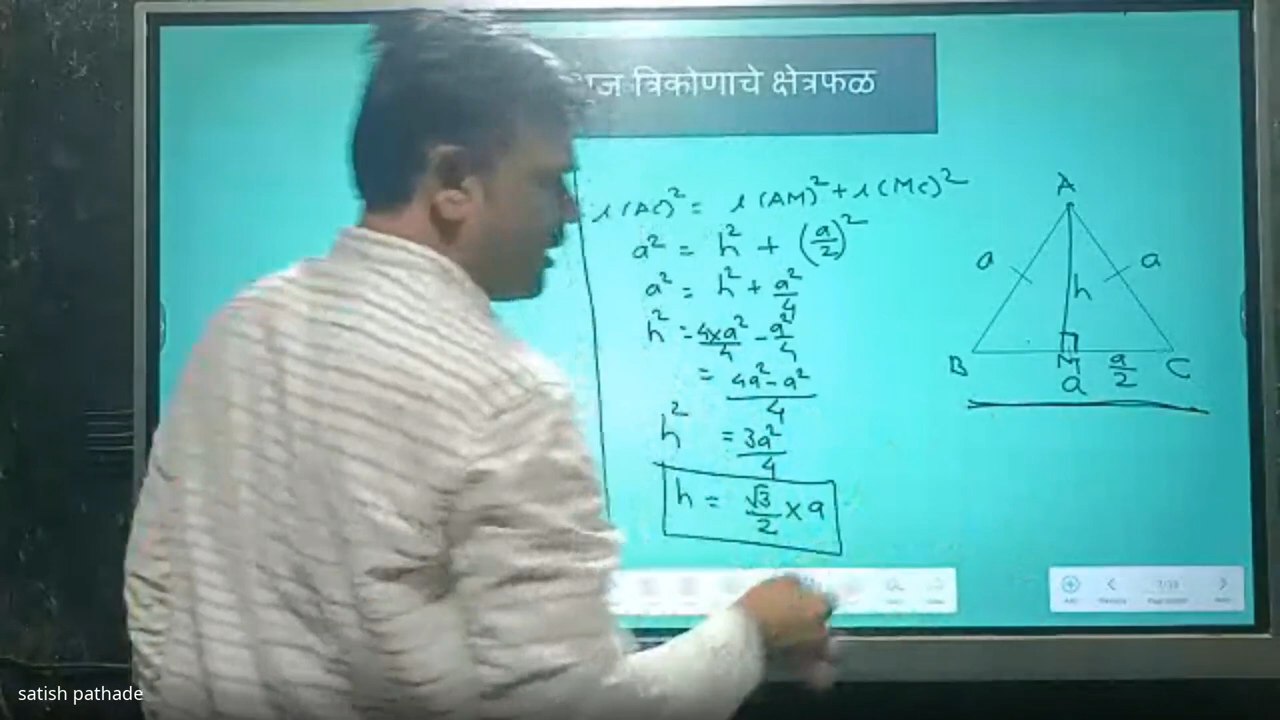 त्रिकोणाचे क्षेत्रफळ
l(AC)² = l(AM)² + l(MC)²
a² = h² + (a/2)²
a² = h² + a²/4
h² = 4×a²/4 - a²/4
= 4a²-a²/4
h² = 3a²/4
h = √3/2 × a
A
a
a
h
B
M
a/2
C
a
satish pathade